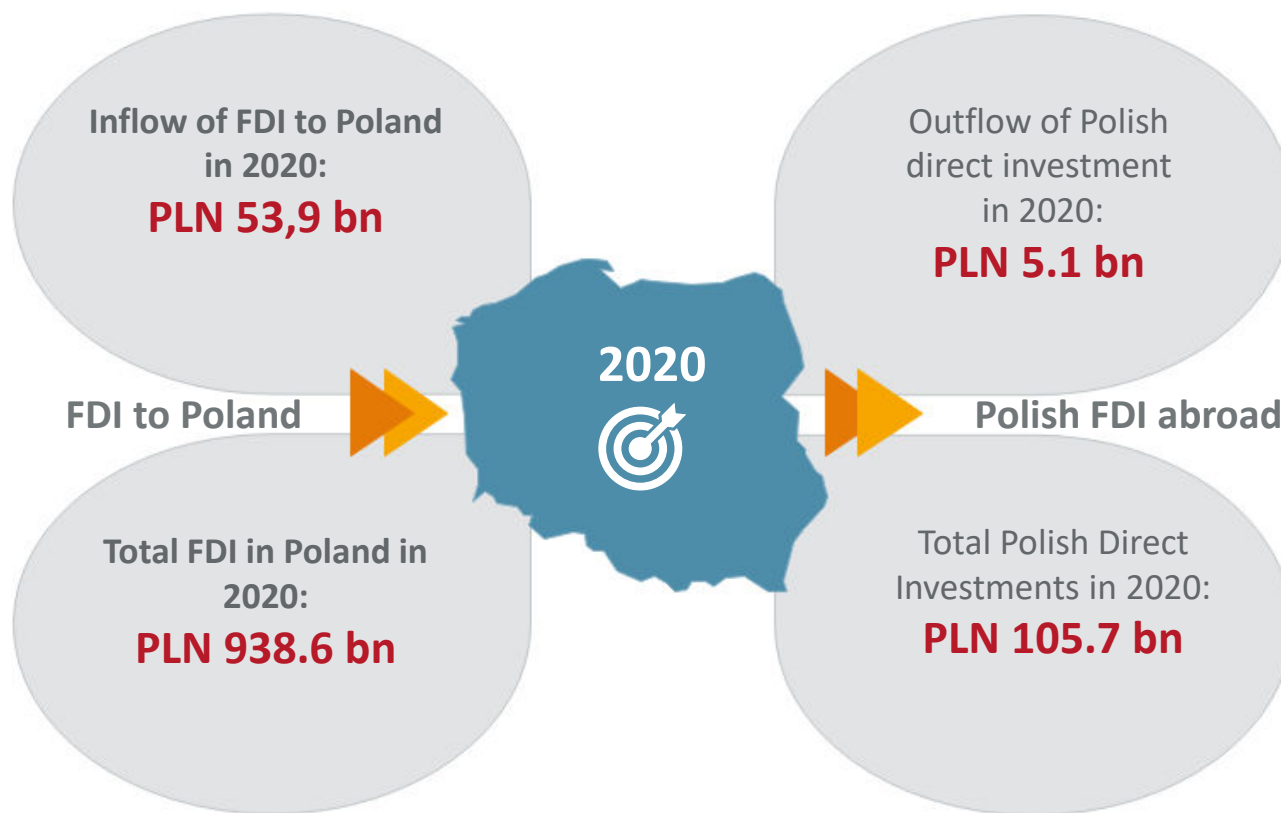 Inflow of FDI to Poland
in 2020:
PLN 53,9 bn
Outflow of Polish
direct investment
in 2020:
PLN 5.1 bn
2020
FDI to Poland
Polish FDI abroad
Total FDI in Poland in
2020:
PLN 938.6 bn
Total Polish Direct
Investments in 2020:
PLN 105.7 bn